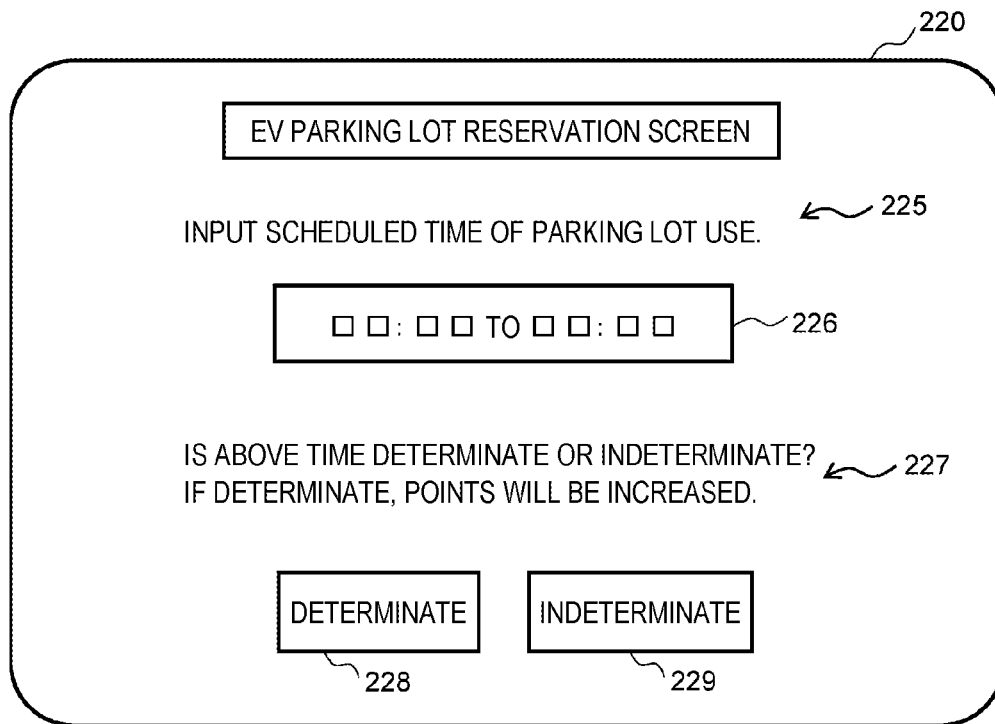 220
EV PARKING LOT RESERVATION SCREEN
225
INPUT SCHEDULED TIME OF PARKING LOT USE.
□ □ : □ □ TO □ □ : □ □
226
IS ABOVE TIME DETERMINATE OR INDETERMINATE?
227
IF DETERMINATE, POINTS WILL BE INCREASED.
DETERMINATE
INDETERMINATE
228
229